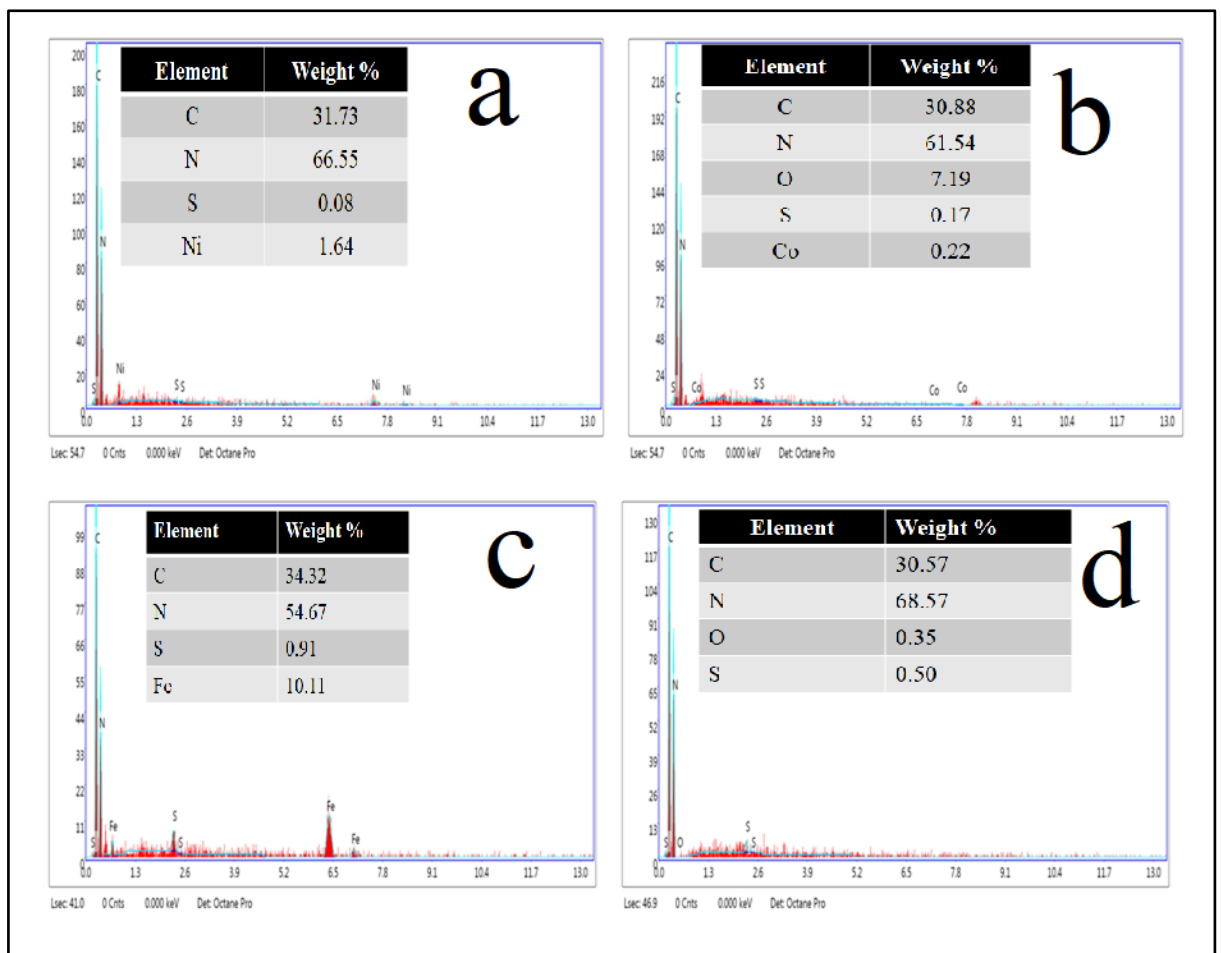 a
Element Weight %
C 31.73
N 66.55
S 0.08
Ni 1.64
200
180
160
140
120
100
80
60
40
20
0
C
N
S
Ni
S S
Ni
Ni
0.0 1.3 2.6 3.9 5.2 6.5 7.8 9.1 10.4 11.7 13.0
Lsec: 54.7 0 Cnts 0.000 keV Det: Octane Pro
b
Element Weight %
C 30.88
N 61.54
O 7.19
S 0.17
Co 0.22
216
192
168
144
120
96
72
48
24
0
C
N
S
Co
S S
Co
Co
0.0 1.3 2.6 3.9 5.2 6.5 7.8 9.1 10.4 11.7 13.0
Lsec: 54.7 0 Cnts 0.000 keV Det: Octane Pro
c
Element Weight %
C 34.32
N 54.67
S 0.91
Fe 10.11
99
88
77
66
55
44
33
22
11
0
C
N
S
Fe
S
S
Fe
Fe
0.0 1.3 2.6 3.9 5.2 6.5 7.8 9.1 10.4 11.7 13.0
Lsec: 41.0 0 Cnts 0.000 keV Det: Octane Pro
d
Element Weight %
C 30.57
N 68.57
O 0.35
S 0.50
130
117
104
91
78
65
52
39
26
13
0
C
N
S
O
S
S
0.0 1.3 2.6 3.9 5.2 6.5 7.8 9.1 10.4 11.7 13.0
Lsec: 46.9 0 Cnts 0.000 keV Det: Octane Pro